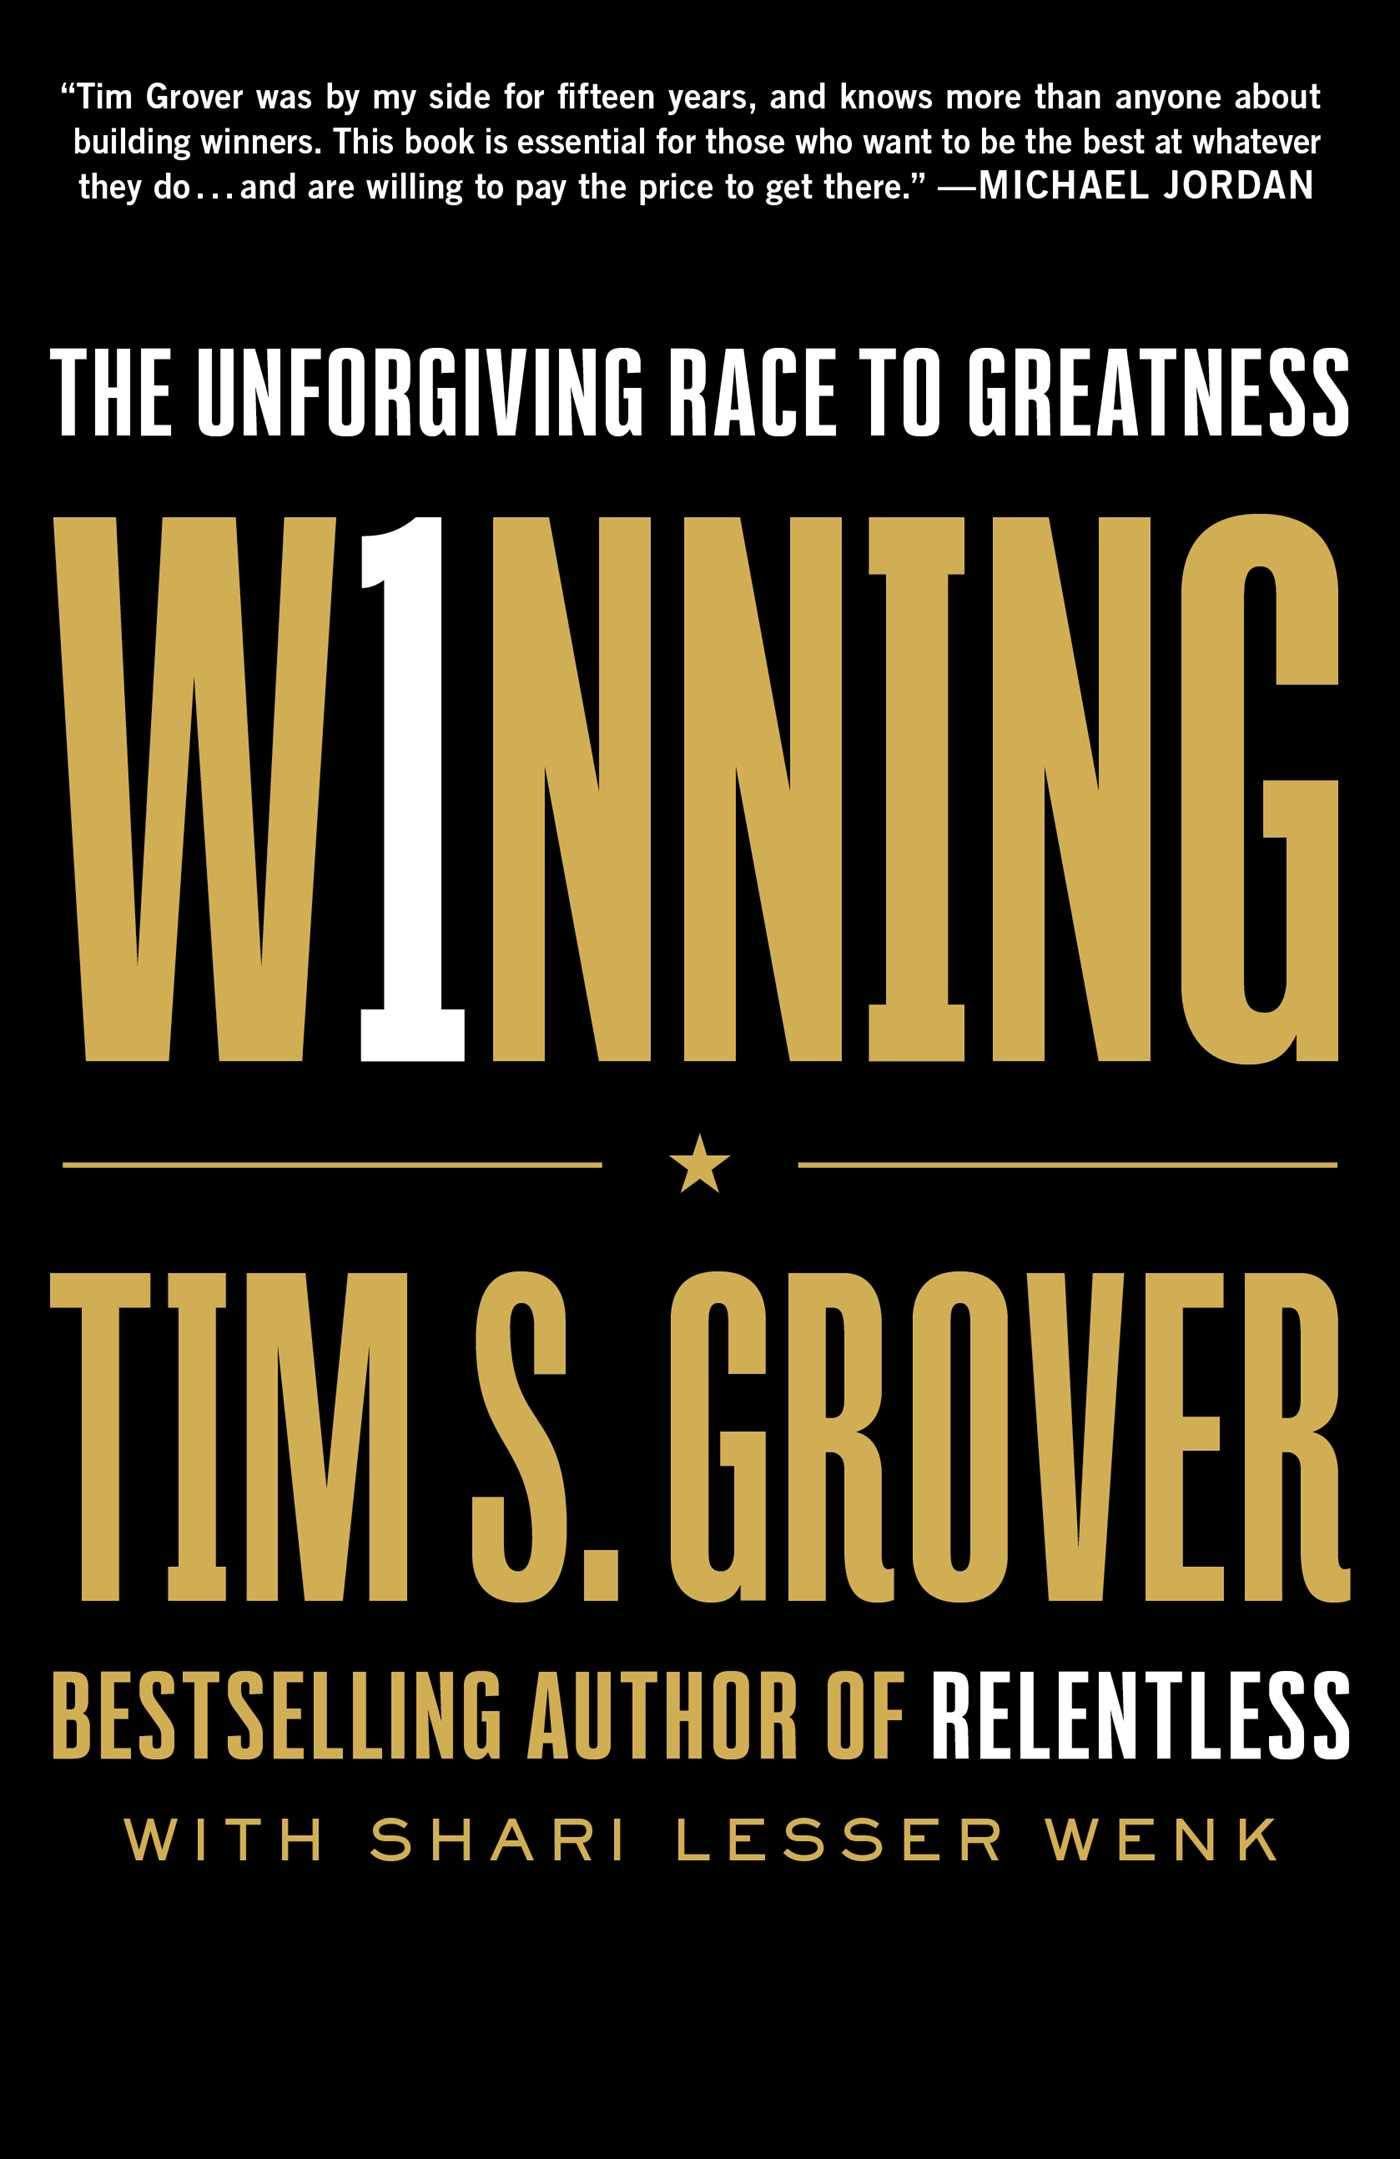 “Tim Grover was by my side for fifteen years, and knows more than anyone about
building winners. This book is essential for those who want to be the best at whatever
they do...and are willing to pay the price to get there.” —MICHAEL JORDAN
THE UNFORGIVING RACE TO GREATNESS
W1NNING
TIM S. GROVER
BESTSELLING AUTHOR OF RELENTLESS
WITH SHARI LESSER WENK